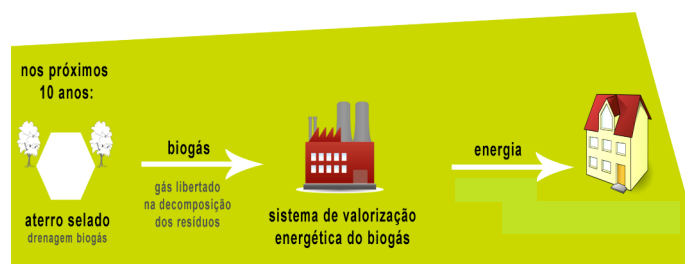 nos próximos
10 anos:
aterro selado
drenagem biogás
biogás
gás libertado
na decomposição
dos resíduos
sistema de valorização
energética do biogás
energia